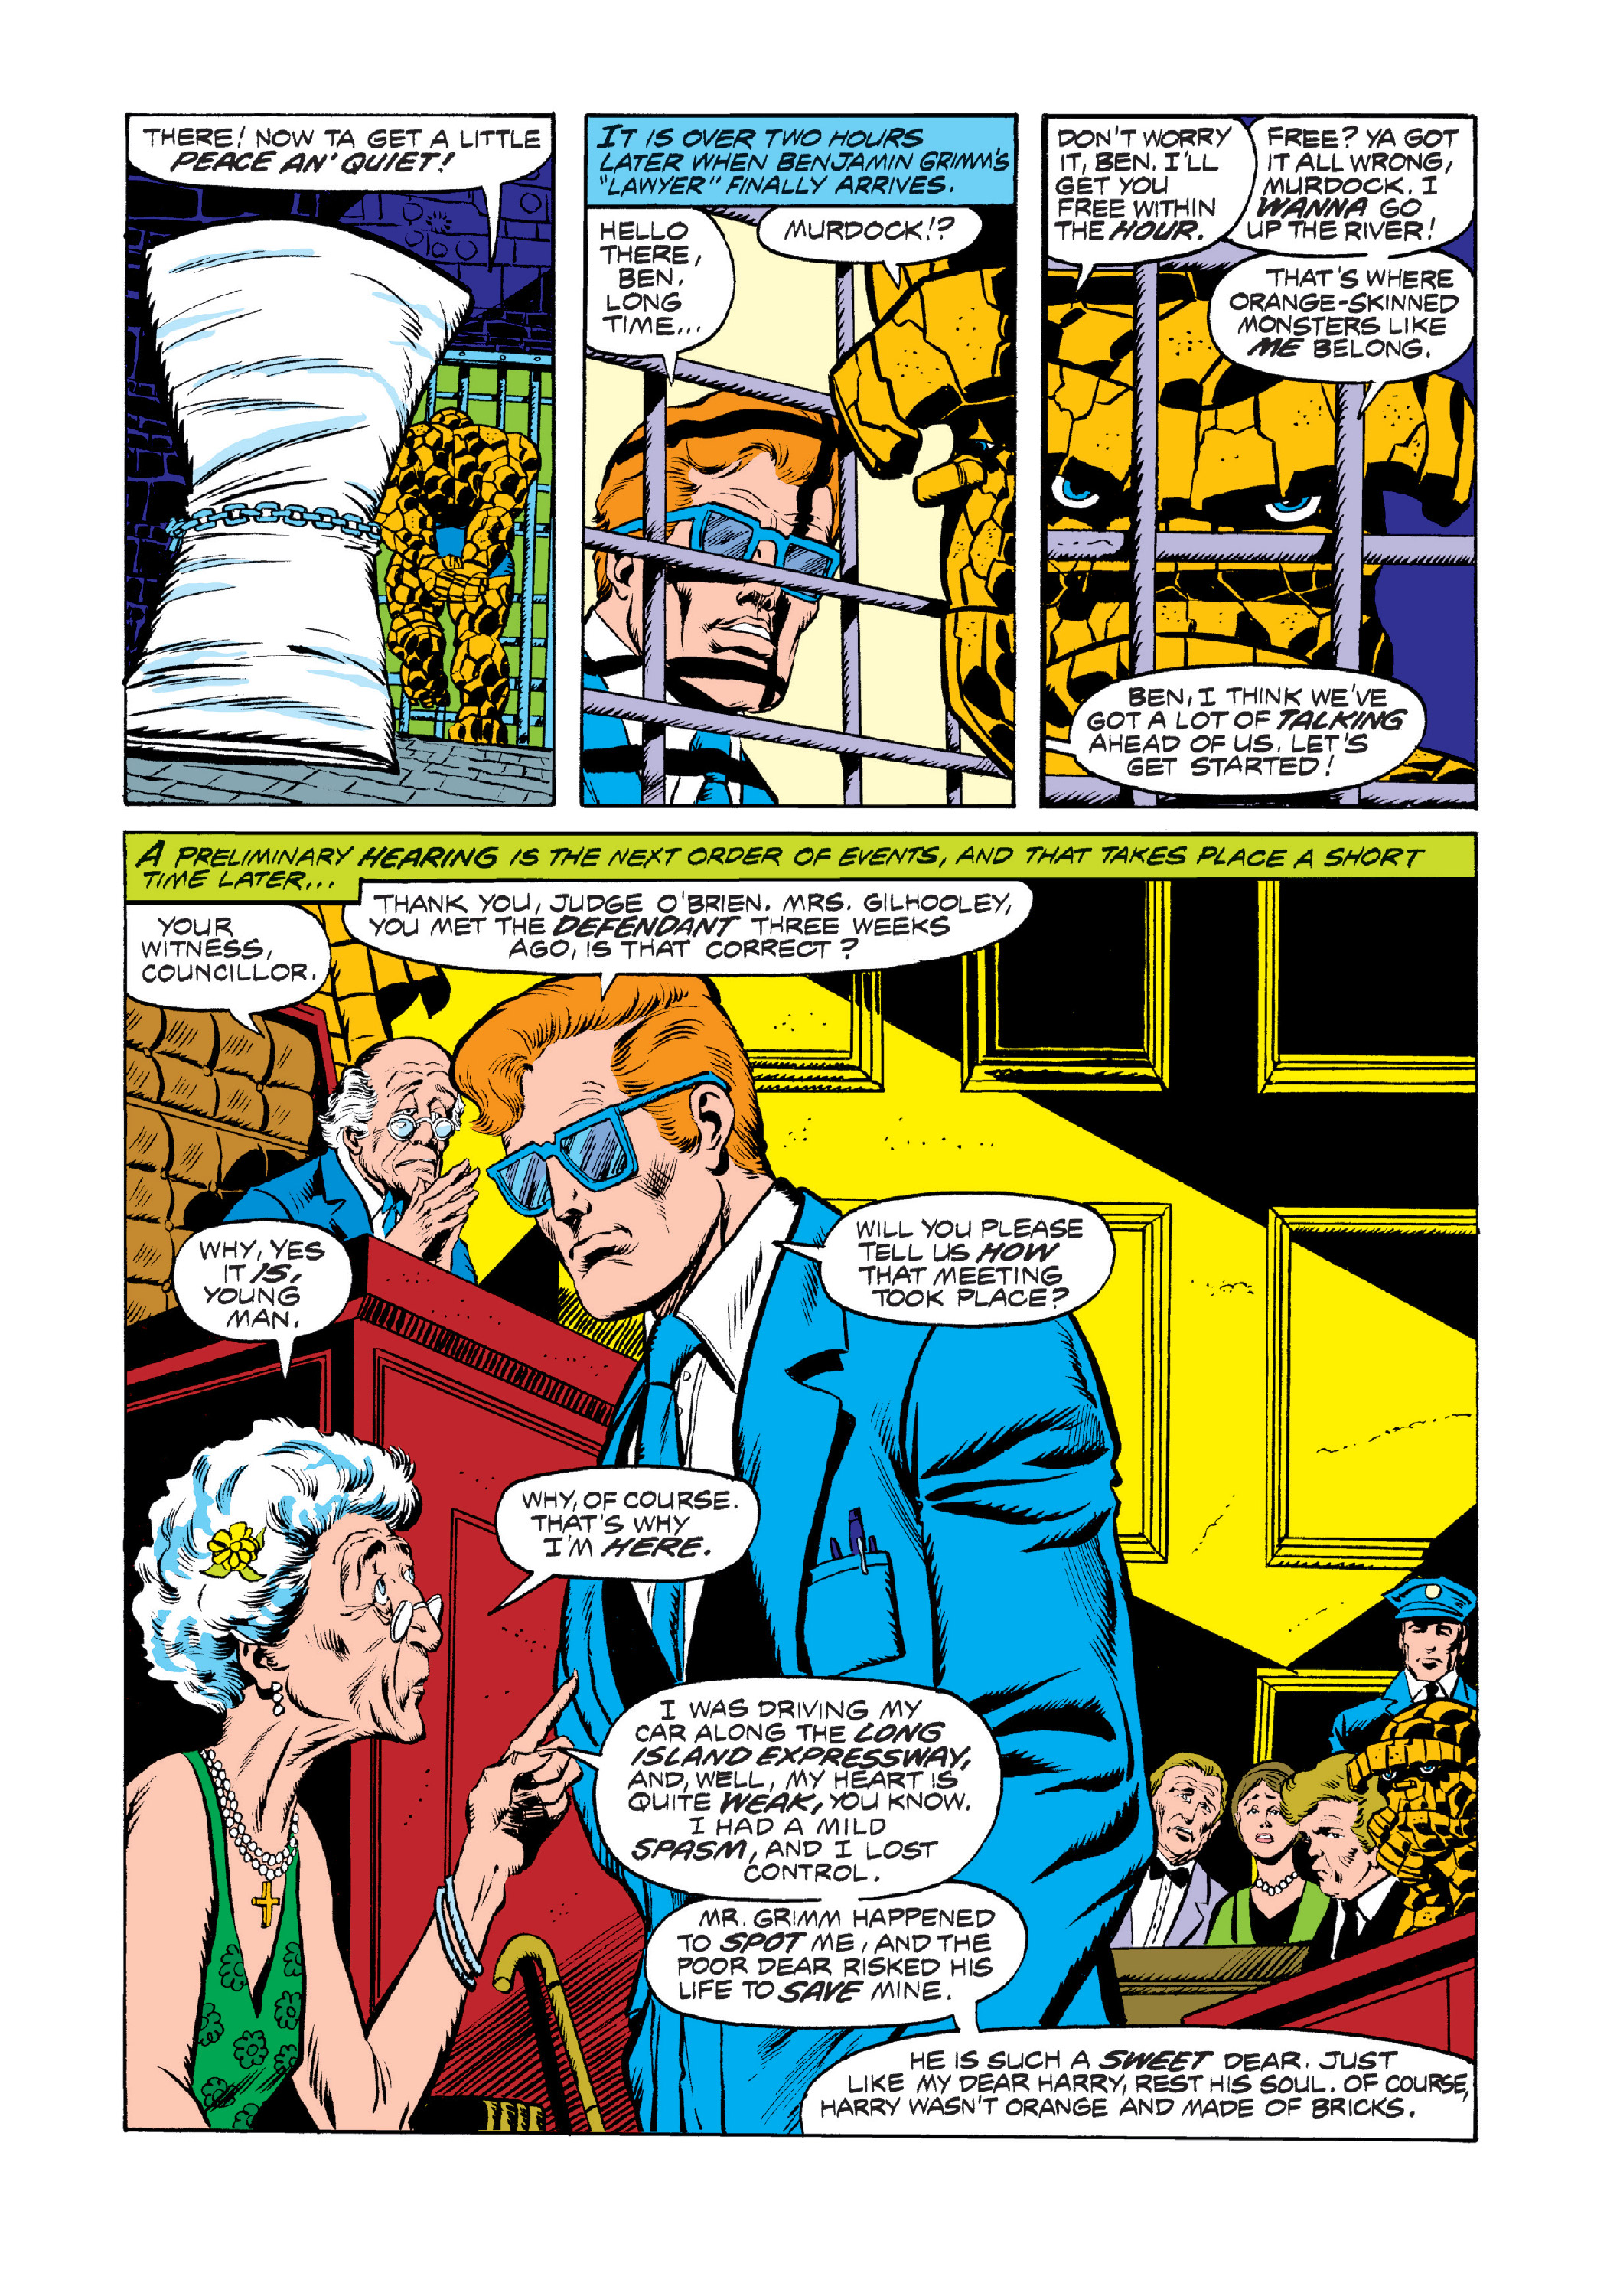 THERE! NOW TA GET A LITTLE
PEACE AN' QUIET!
IT IS OVER TWO HOURS
LATER WHEN BENJAMIN GRIMM'S
"LAWYER" FINALLY ARRIVES.
HELLO
THERE,
BEN.
LONG
TIME...
MURDOCK!?
DON'T WORRY
IT, BEN. I'LL
GET YOU
FREE WITHIN
THE HOUR.
FREE? YA GOT
IT ALL WRONG,
MURDOCK. I
WANNA GO
UP THE RIVER!
THAT'S WHERE
ORANGE-SKINNED
MONSTERS LIKE
ME BELONG.
BEN, I THINK WE'VE
GOT A LOT OF TALKING
AHEAD OF US. LET'S
GET STARTED!
A PRELIMINARY HEARING IS THE NEXT ORDER OF EVENTS, AND THAT TAKES PLACE A SHORT
TIME LATER...
YOUR
WITNESS,
COUNCILLOR.
THANK YOU, JUDGE O'BRIEN. MRS. GILHOOLEY,
YOU MET THE DEFENDANT THREE WEEKS
AGO, IS THAT CORRECT?
WHY, YES
IT IS,
YOUNG
MAN.
WILL YOU PLEASE
TELL US HOW
THAT MEETING
TOOK PLACE?
WHY, OF COURSE.
THAT'S WHY
I'M HERE.
I WAS DRIVING MY
CAR ALONG THE LONG
ISLAND EXPRESSWAY,
AND, WELL, MY HEART IS
QUITE WEAK, YOU KNOW.
I HAD A MILD
SPASM, AND I LOST
CONTROL.
MR. GRIMM HAPPENED
TO SPOT ME, AND THE
POOR DEAR RISKED HIS
LIFE TO SAVE MINE.
HE IS SUCH A SWEET DEAR. JUST
LIKE MY DEAR HARRY, REST HIS SOUL. OF COURSE,
HARRY WASN'T ORANGE AND MADE OF BRICKS.